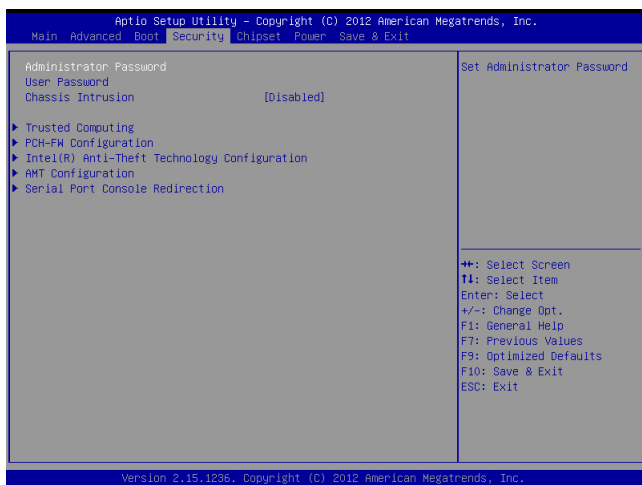 Aptio Setup Utility – Copyright (C) 2012 American Megatrends, Inc.
Main Advanced Boot Security Chipset Power Save & Exit
Administrator Password
User Password
Chassis Intrusion [Disabled]
▶ Trusted Computing
▶ PCH-FW Configuration
▶ Intel(R) Anti-Theft Technology Configuration
▶ AMT Configuration
▶ Serial Port Console Redirection
Set Administrator Password
→←: Select Screen
↑↓: Select Item
Enter: Select
+/-: Change Opt.
F1: General Help
F7: Previous Values
F9: Optimized Defaults
F10: Save & Exit
ESC: Exit
Version 2.15.1236. Copyright (C) 2012 American Megatrends, Inc.